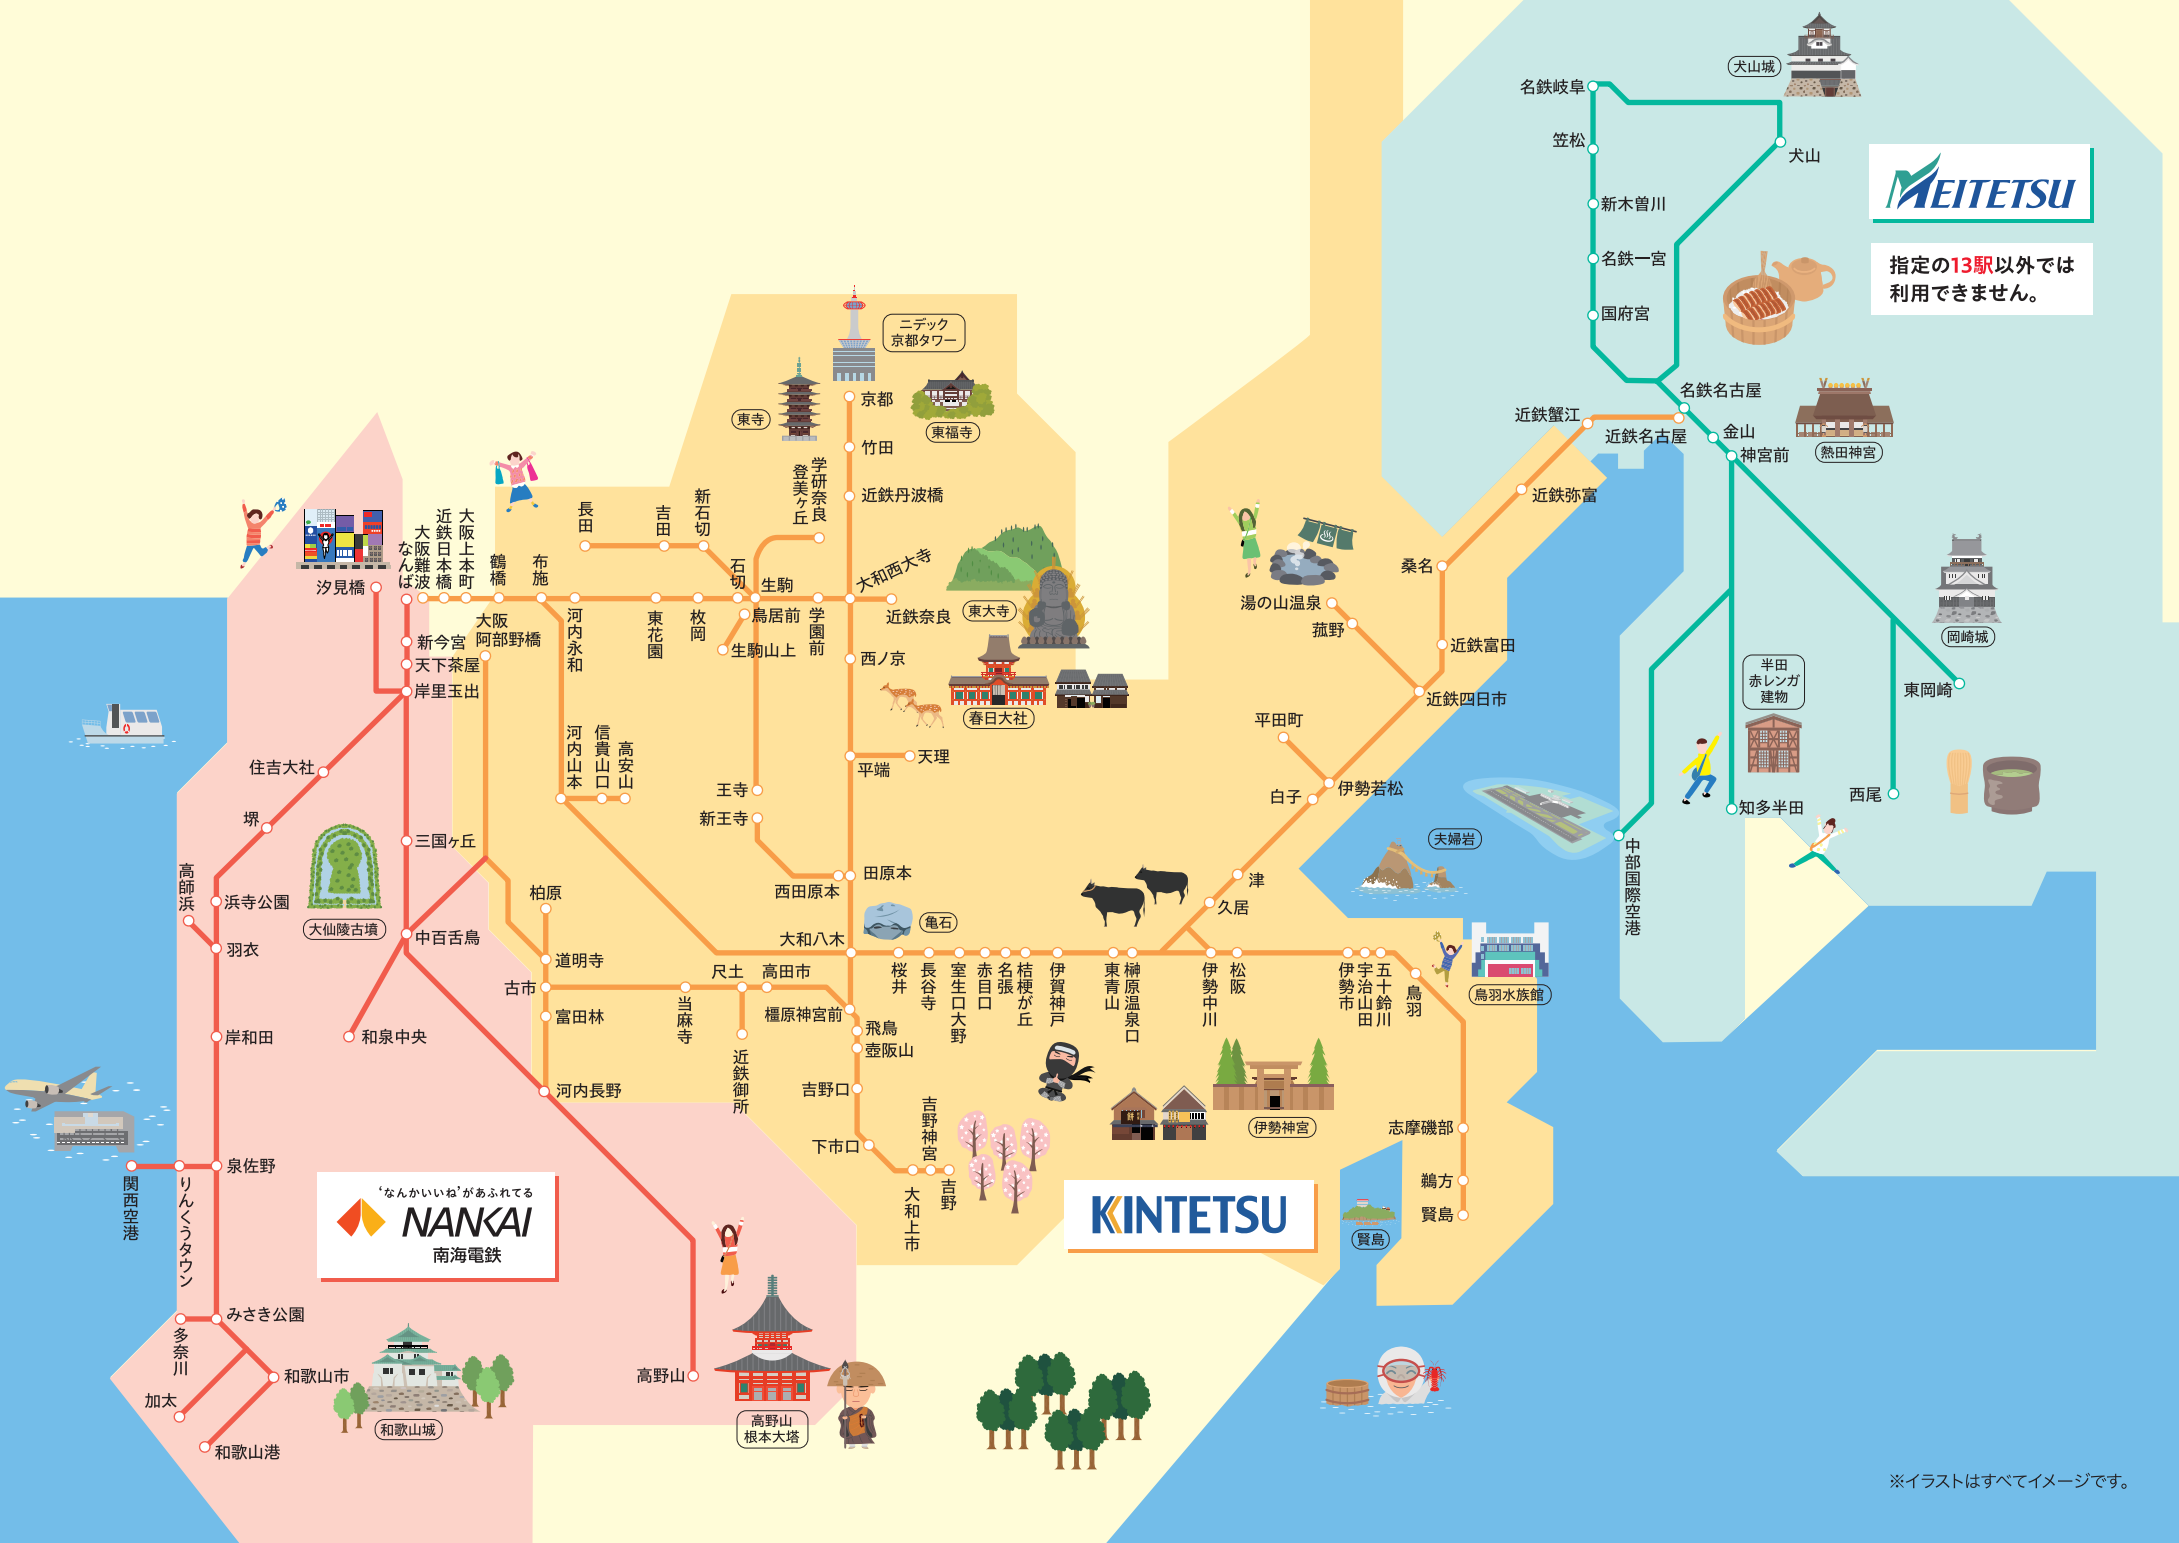 犬山城
名鉄岐阜
笠松
犬山
新木曽川
名鉄一宮
国府宮
MEITETSU
指定の13駅以外では
利用できません。
名鉄名古屋
近鉄蟹江
近鉄名古屋
金山
神宮前
熱田神宮
近鉄弥富
桑名
湯の山温泉
菰野
近鉄富田
近鉄四日市
平田町
伊勢若松
白子
津
久居
岡崎城
東岡崎
半田
赤レンガ
建物
知多半田
西尾
中部国際空港
夫婦岩
鳥羽水族館
ニデック
京都タワー
東寺
東福寺
京都
竹田
近鉄丹波橋
学研奈良
登美ヶ丘
新石切
吉田
長田
石切
生駒
鳥居前
生駒山上
学園前
大和西大寺
近鉄奈良
東大寺
春日大社
西ノ京
天理
平端
王寺
新王寺
田原本
西田原本
大和八木
亀石
なんば
大阪難波
近鉄日本橋
大阪上本町
鶴橋
布施
大阪
阿部野橋
河内永和
東花園
枚岡
河内山本
信貴山口
高安山
汐見橋
新今宮
天下茶屋
岸里玉出
住吉大社
堺
三国ヶ丘
大仙陵古墳
高師浜
浜寺公園
羽衣
中百舌鳥
和泉中央
岸和田
柏原
道明寺
古市
富田林
河内長野
尺土
高田市
当麻寺
近鉄御所
橿原神宮前
飛鳥
壺阪山
吉野口
下市口
大和上市
吉野神宮
吉野
桜井
長谷寺
室生口大野
赤目口
名張
桔梗が丘
伊賀神戸
東青山
榊原温泉口
伊勢中川
松阪
伊勢市
宇治山田
五十鈴川
鳥羽
伊勢神宮
志摩磯部
鵜方
賢島
賢島
KINTETSU
関西空港
りんくうタウン
泉佐野
‘なんかいいね’があふれてる
NANKAI
南海電鉄
みさき公園
多奈川
加太
和歌山市
和歌山港
和歌山城
高野山
高野山
根本大塔
※イラストはすべてイメージです。